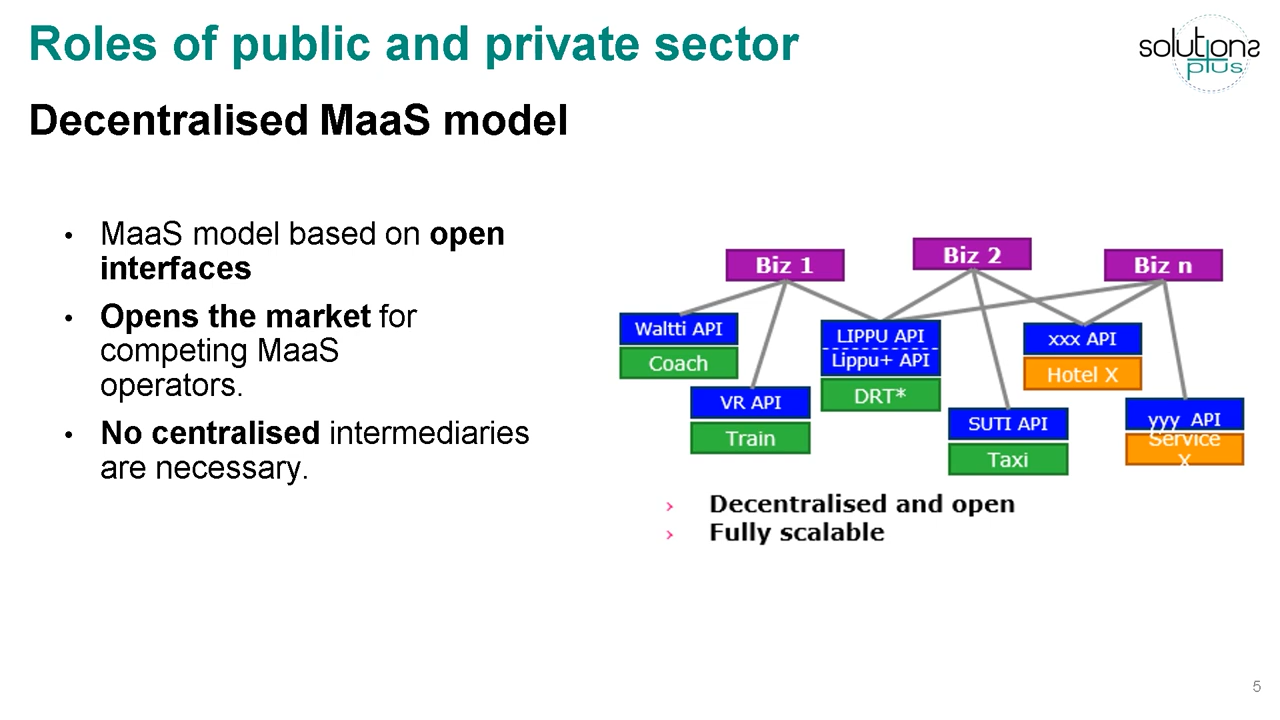 Roles of public and private sector
solutions
plus
Decentralised MaaS model
• MaaS model based on open
interfaces
• Opens the market for
competing MaaS
operators.
• No centralised intermediaries
are necessary.
Biz 1
Biz 2
Biz n
Waltti API
Coach
VR API
Train
LIPPU API
Lippu+ API
DRT*
SUTI API
Taxi
xxx API
Hotel X
yyy API
Service
X
› Decentralised and open
› Fully scalable
5